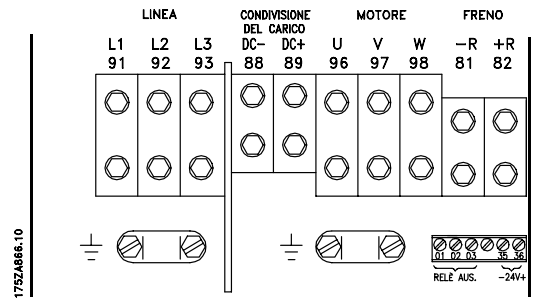 LINEA CONDIVISIONE DEL CARICO MOTORE FRENO
L1 L2 L3 DC- DC+ U V W -R +R
91 92 93 88 89 96 97 98 81 82
01 02 03 35 36
RELÈ AUS. -24V+
175ZA866.10